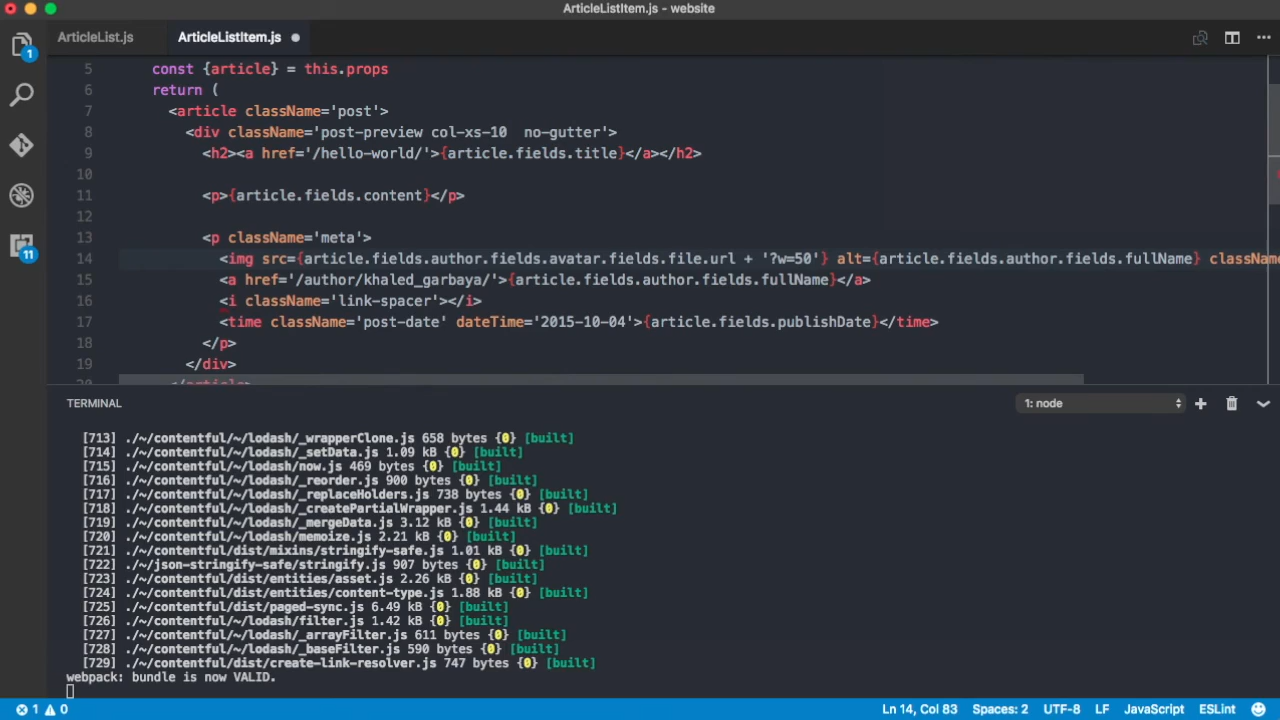 ArticleListItem.js - website
ArticleList.js
ArticleListItem.js
1
11
5 const {article} = this.props
6 return (
7 <article className='post'>
8 <div className='post-preview col-xs-10  no-gutter'>
9 <h2><a href='/hello-world/'>{article.fields.title}</a></h2>
10
11 <p>{article.fields.content}</p>
12
13 <p className='meta'>
14 <img src={article.fields.author.fields.avatar.fields.file.url + '?w=50'} alt={article.fields.author.fields.fullName} classNam
15 <a href='/author/khaled_garbaya/'>{article.fields.author.fields.fullName}</a>
16 <i className='link-spacer'></i>
17 <time className='post-date' dateTime='2015-10-04'>{article.fields.publishDate}</time>
18 </p>
19 </div>
20 </article>
TERMINAL
1: node
[713] ./~/contentful/~/lodash/_wrapperClone.js 658 bytes {0} [built]
[714] ./~/contentful/~/lodash/_setData.js 1.09 kB {0} [built]
[715] ./~/contentful/~/lodash/now.js 469 bytes {0} [built]
[716] ./~/contentful/~/lodash/_reorder.js 900 bytes {0} [built]
[717] ./~/contentful/~/lodash/_replaceHolders.js 738 bytes {0} [built]
[718] ./~/contentful/~/lodash/_createPartialWrapper.js 1.44 kB {0} [built]
[719] ./~/contentful/~/lodash/_mergeData.js 3.12 kB {0} [built]
[720] ./~/contentful/~/lodash/memoize.js 2.21 kB {0} [built]
[721] ./~/contentful/dist/mixins/stringify-safe.js 1.01 kB {0} [built]
[722] ./~/json-stringify-safe/stringify.js 907 bytes {0} [built]
[723] ./~/contentful/dist/entities/asset.js 2.26 kB {0} [built]
[724] ./~/contentful/dist/entities/content-type.js 1.88 kB {0} [built]
[725] ./~/contentful/dist/paged-sync.js 6.49 kB {0} [built]
[726] ./~/contentful/~/lodash/filter.js 1.42 kB {0} [built]
[727] ./~/contentful/~/lodash/_arrayFilter.js 611 bytes {0} [built]
[728] ./~/contentful/~/lodash/_baseFilter.js 590 bytes {0} [built]
[729] ./~/contentful/dist/create-link-resolver.js 747 bytes {0} [built]
webpack: bundle is now VALID.
1 0 Ln 14, Col 83 Spaces: 2 UTF-8 LF JavaScript ESLint